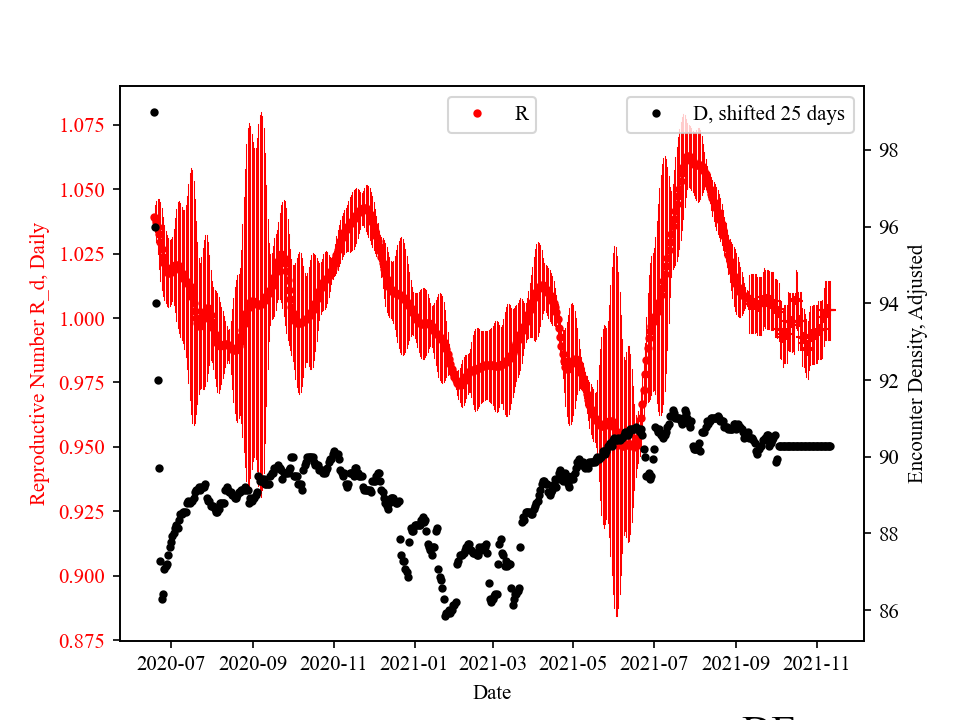 R
D, shifted 25 days
1.075
1.050
1.025
1.000
0.975
0.950
0.925
0.900
0.875
Reproductive Number R_d, Daily
98
96
94
92
90
88
86
Encounter Density, Adjusted
2020-07 2020-09 2020-11 2021-01 2021-03 2021-05 2021-07 2021-09 2021-11
Date